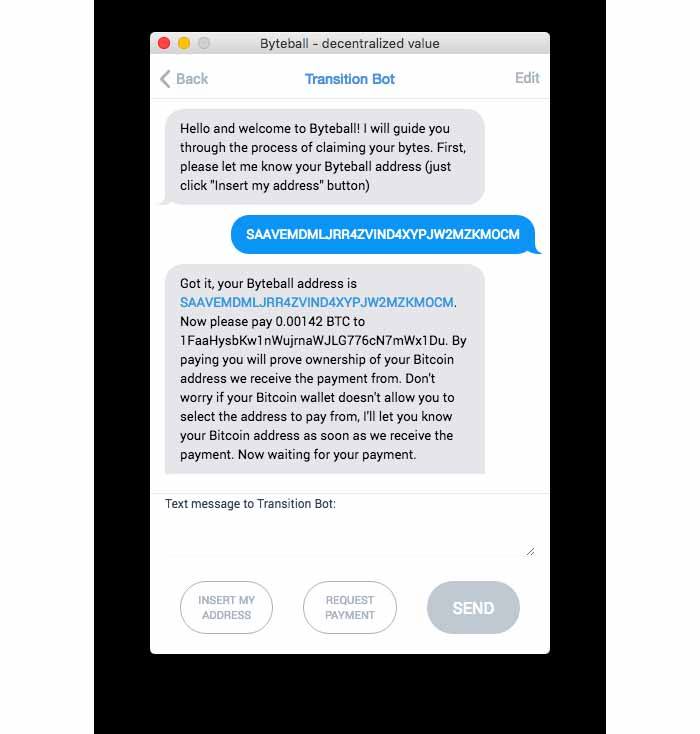 Byteball - decentralized value
Back
Transition Bot
Edit
Hello and welcome to Byteball! I will guide you
through the process of claiming your bytes. First,
please let me know your Byteball address (just
click "Insert my address" button)
SAAVEMDMLJRR4ZVIND4XYPJW2MZKMOCM
Got it, your Byteball address is
SAAVEMDMLJRR4ZVIND4XYPJW2MZKMOCM.
Now please pay 0.00142 BTC to
1FaaHysbKw1nWujrnaWJLG776cN7mWx1Du. By
paying you will prove ownership of your Bitcoin
address we receive the payment from. Don't
worry if your Bitcoin wallet doesn't allow you to
select the address to pay from, I'll let you know
your Bitcoin address as soon as we receive the
payment. Now waiting for your payment.
Text message to Transition Bot:
INSERT MY
ADDRESS
REQUEST
PAYMENT
SEND